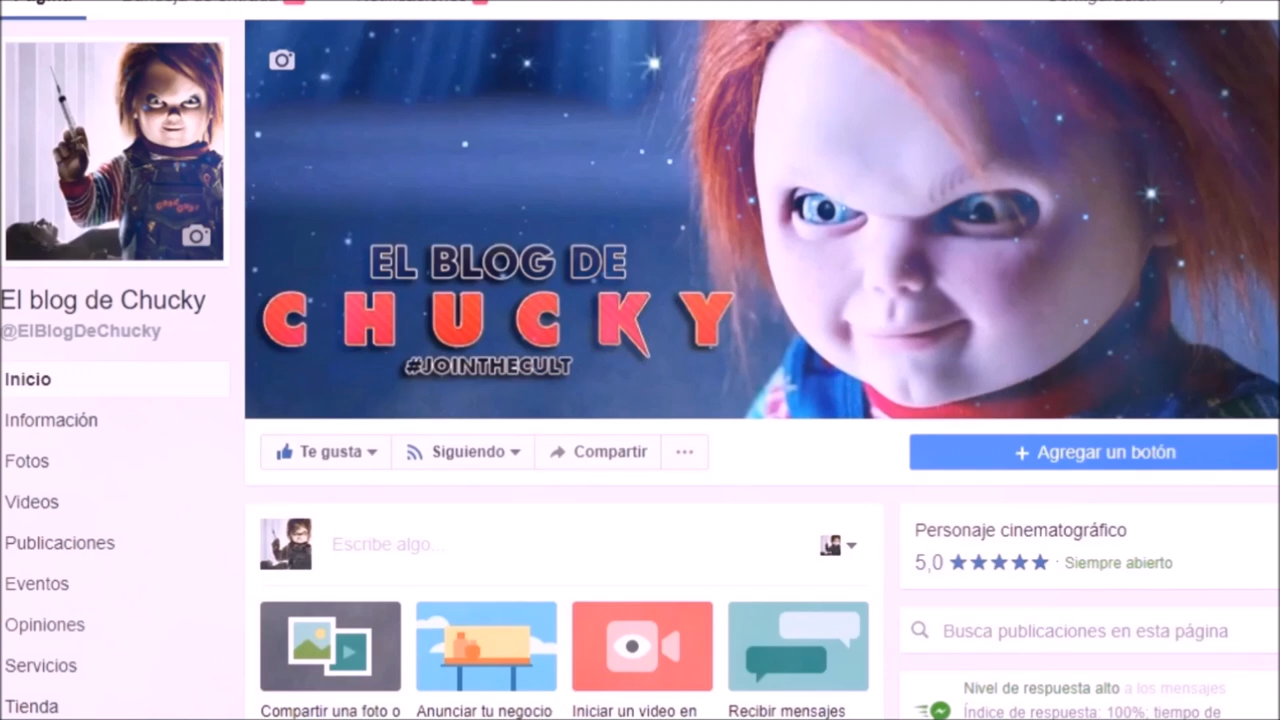 El blog de Chucky
@ElBlogDeChucky
Inicio
Información
Fotos
Videos
Publicaciones
Eventos
Opiniones
Servicios
Tienda
EL BLOG DE
CHUCKY
#JOINTHECULT
Te gusta
Siguiendo
Compartir
+ Agregar un botón
Escribe algo...
Compartir una foto o
Anunciar tu negocio
Iniciar un video en
Recibir mensajes
Personaje cinematográfico
5,0 ★★★★★ · Siempre abierto
Busca publicaciones en esta página
Nivel de respuesta alto a los mensajes
Índice de respuesta: 100%; tiempo de